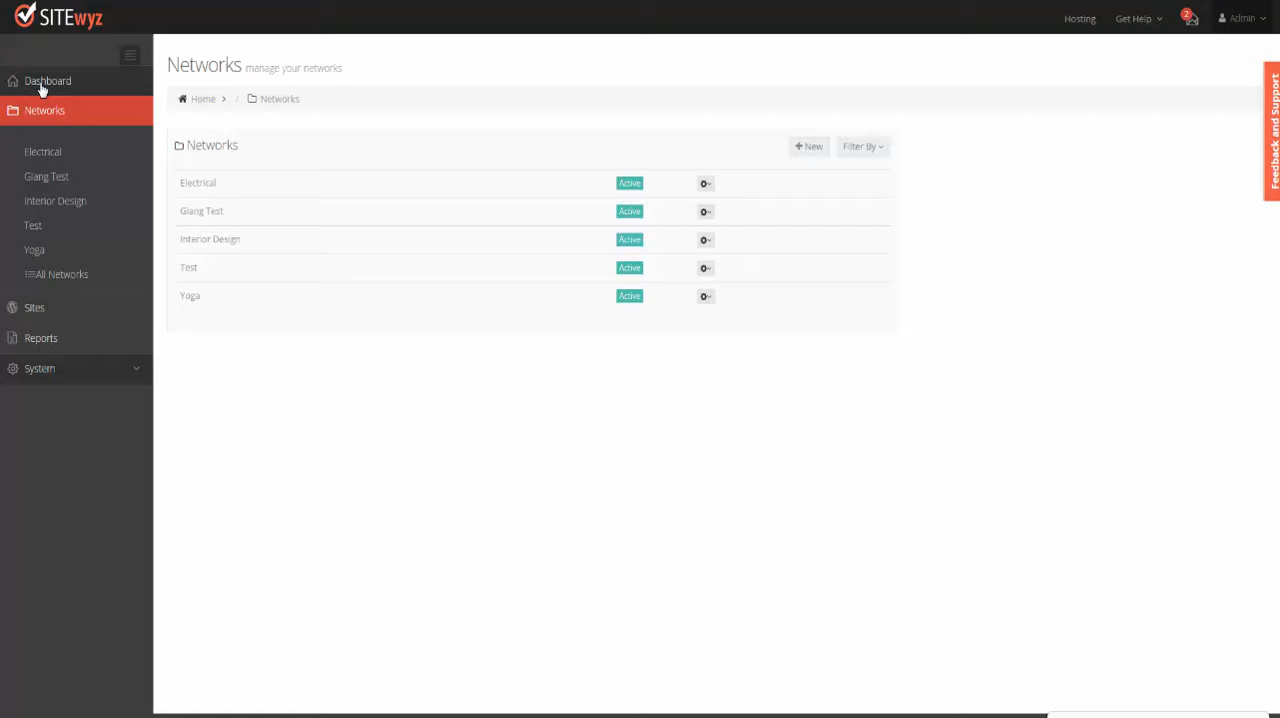 SITEwyz
Hosting Get Help 2 Admin
Dashboard
Networks
Electrical
Giang Test
Interior Design
Test
Yoga
All Networks
Sites
Reports
System
Networks manage your networks
Home > / Networks
Networks
+ New Filter By
Electrical Active
Giang Test Active
Interior Design Active
Test Active
Yoga Active
Feedback and Support